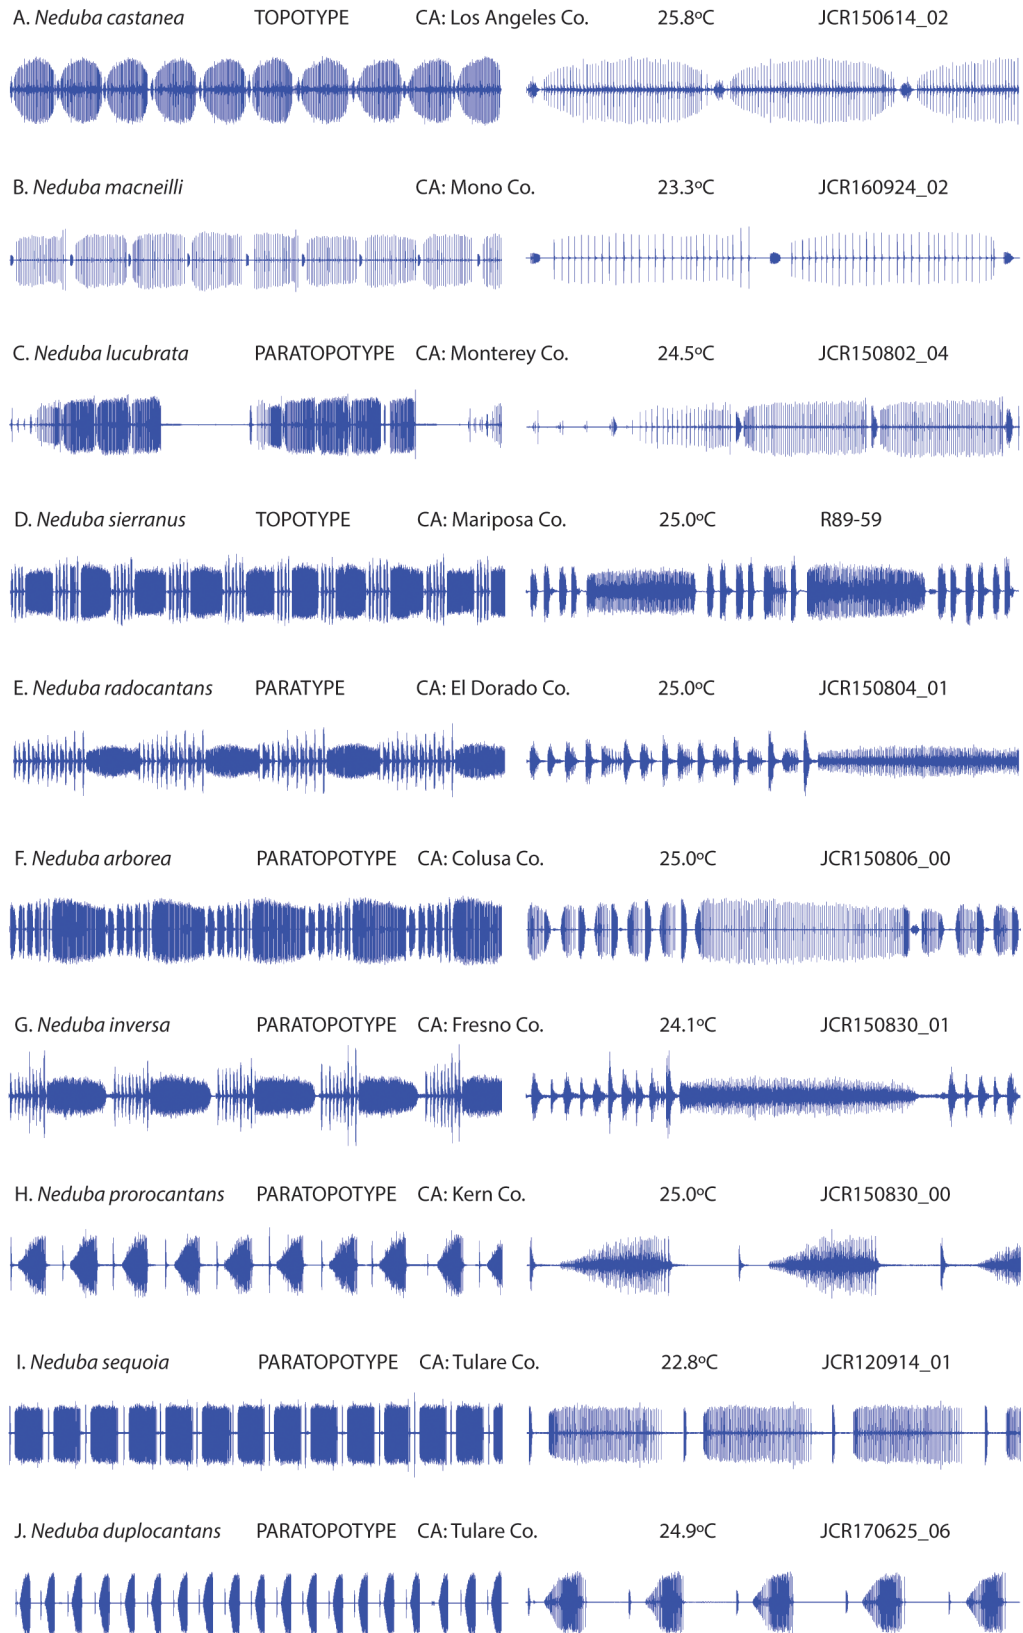 A. Neduba castanea TOPOTYPE CA: Los Angeles Co. 25.8ºC JCR150614_02
B. Neduba macneilli CA: Mono Co. 23.3ºC JCR160924_02
C. Neduba lucubrata PARATOPOTYPE CA: Monterey Co. 24.5ºC JCR150802_04
D. Neduba sierranus TOPOTYPE CA: Mariposa Co. 25.0ºC R89-59
E. Neduba radocantans PARATYPE CA: El Dorado Co. 25.0ºC JCR150804_01
F. Neduba arborea PARATOPOTYPE CA: Colusa Co. 25.0ºC JCR150806_00
G. Neduba inversa PARATOPOTYPE CA: Fresno Co. 24.1ºC JCR150830_01
H. Neduba prorocantans PARATOPOTYPE CA: Kern Co. 25.0ºC JCR150830_00
I. Neduba sequoia PARATOPOTYPE CA: Tulare Co. 22.8ºC JCR120914_01
J. Neduba duplocantans PARATOPOTYPE CA: Tulare Co. 24.9ºC JCR170625_06